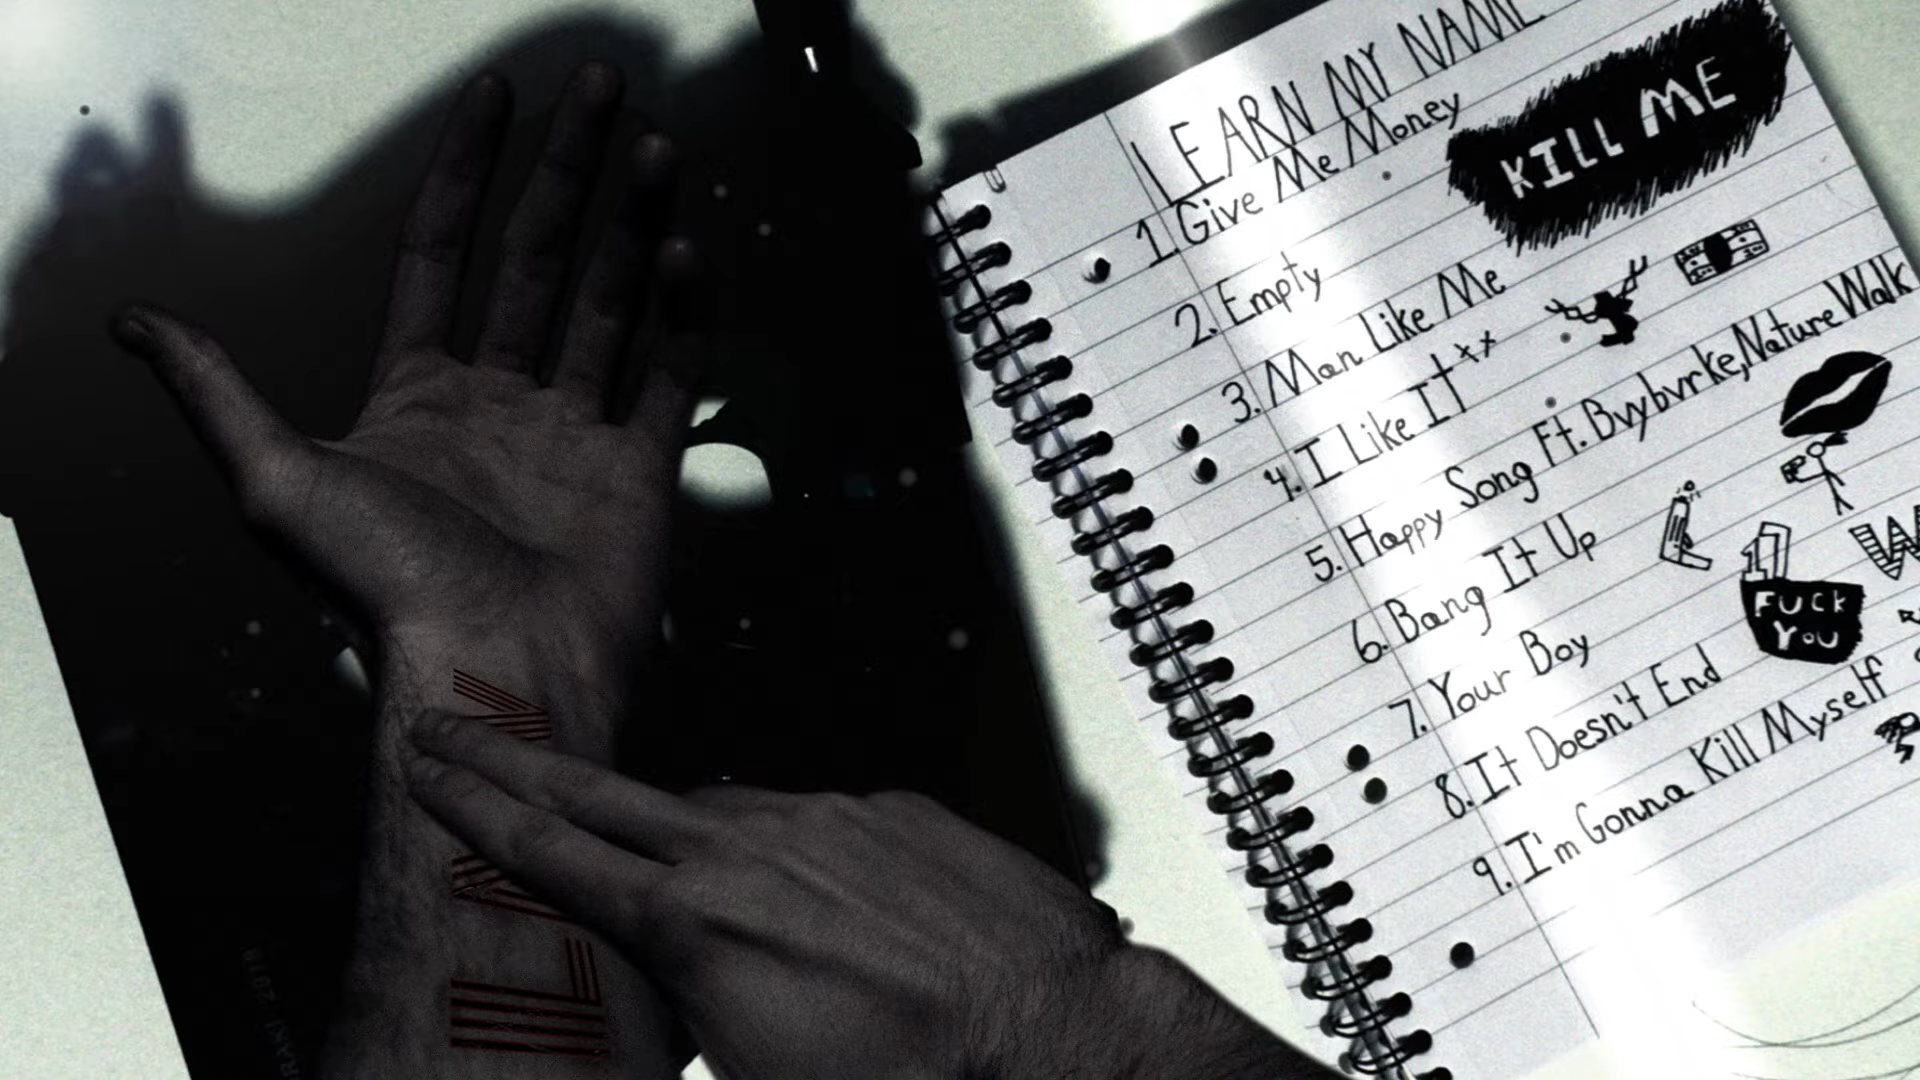 LEARN MY NAME
KILL ME
1. Give Me Money
2. Empty
3. Man Like Me
4. I Like It xx
5. Happy Song Ft. Bvybvrke, Nature Walk
6. Bang It Up
7. Your Boy
FUCK
YOU
8. It Doesn't End
9. I'm Gonna Kill Myself